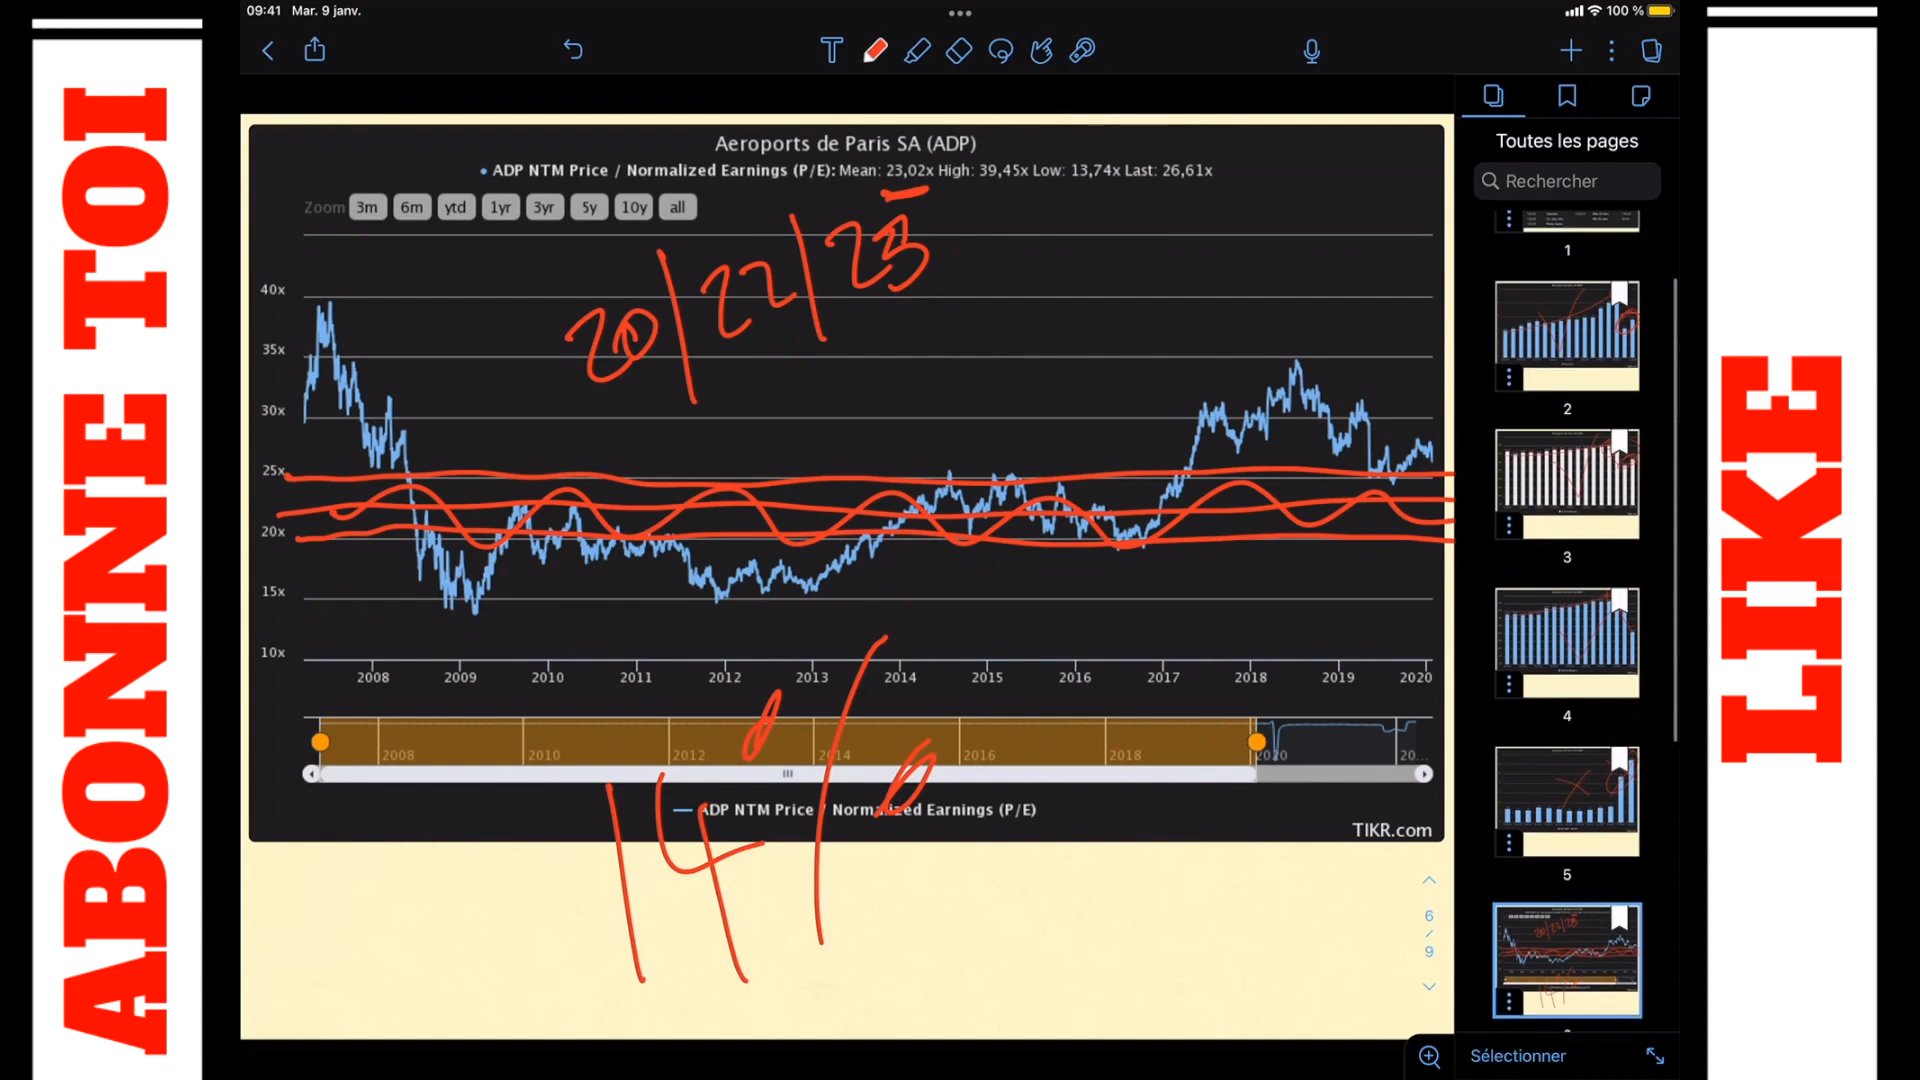 ABONNE TOI
09:41 Mar. 9 janv.
100 %
Toutes les pages
Rechercher
Aeroports de Paris SA (ADP)
ADP NTM Price / Normalized Earnings (P/E): Mean: 23,02x High: 39,45x Low: 13,74x Last: 26,61x
Zoom 3m 6m ytd 1yr 3yr 5y 10y all
20/22/25
40x
35x
30x
25x
20x
15x
10x
2008 2009 2010 2011 2012 2013 2014 2015 2016 2017 2018 2019 2020
2008 2010 2012 2014 2016 2018 2020 20...
14%
ADP NTM Price / Normalized Earnings (P/E)
TIKR.com
6
/
9
1
2
3
4
5
Sélectionner
LIKE